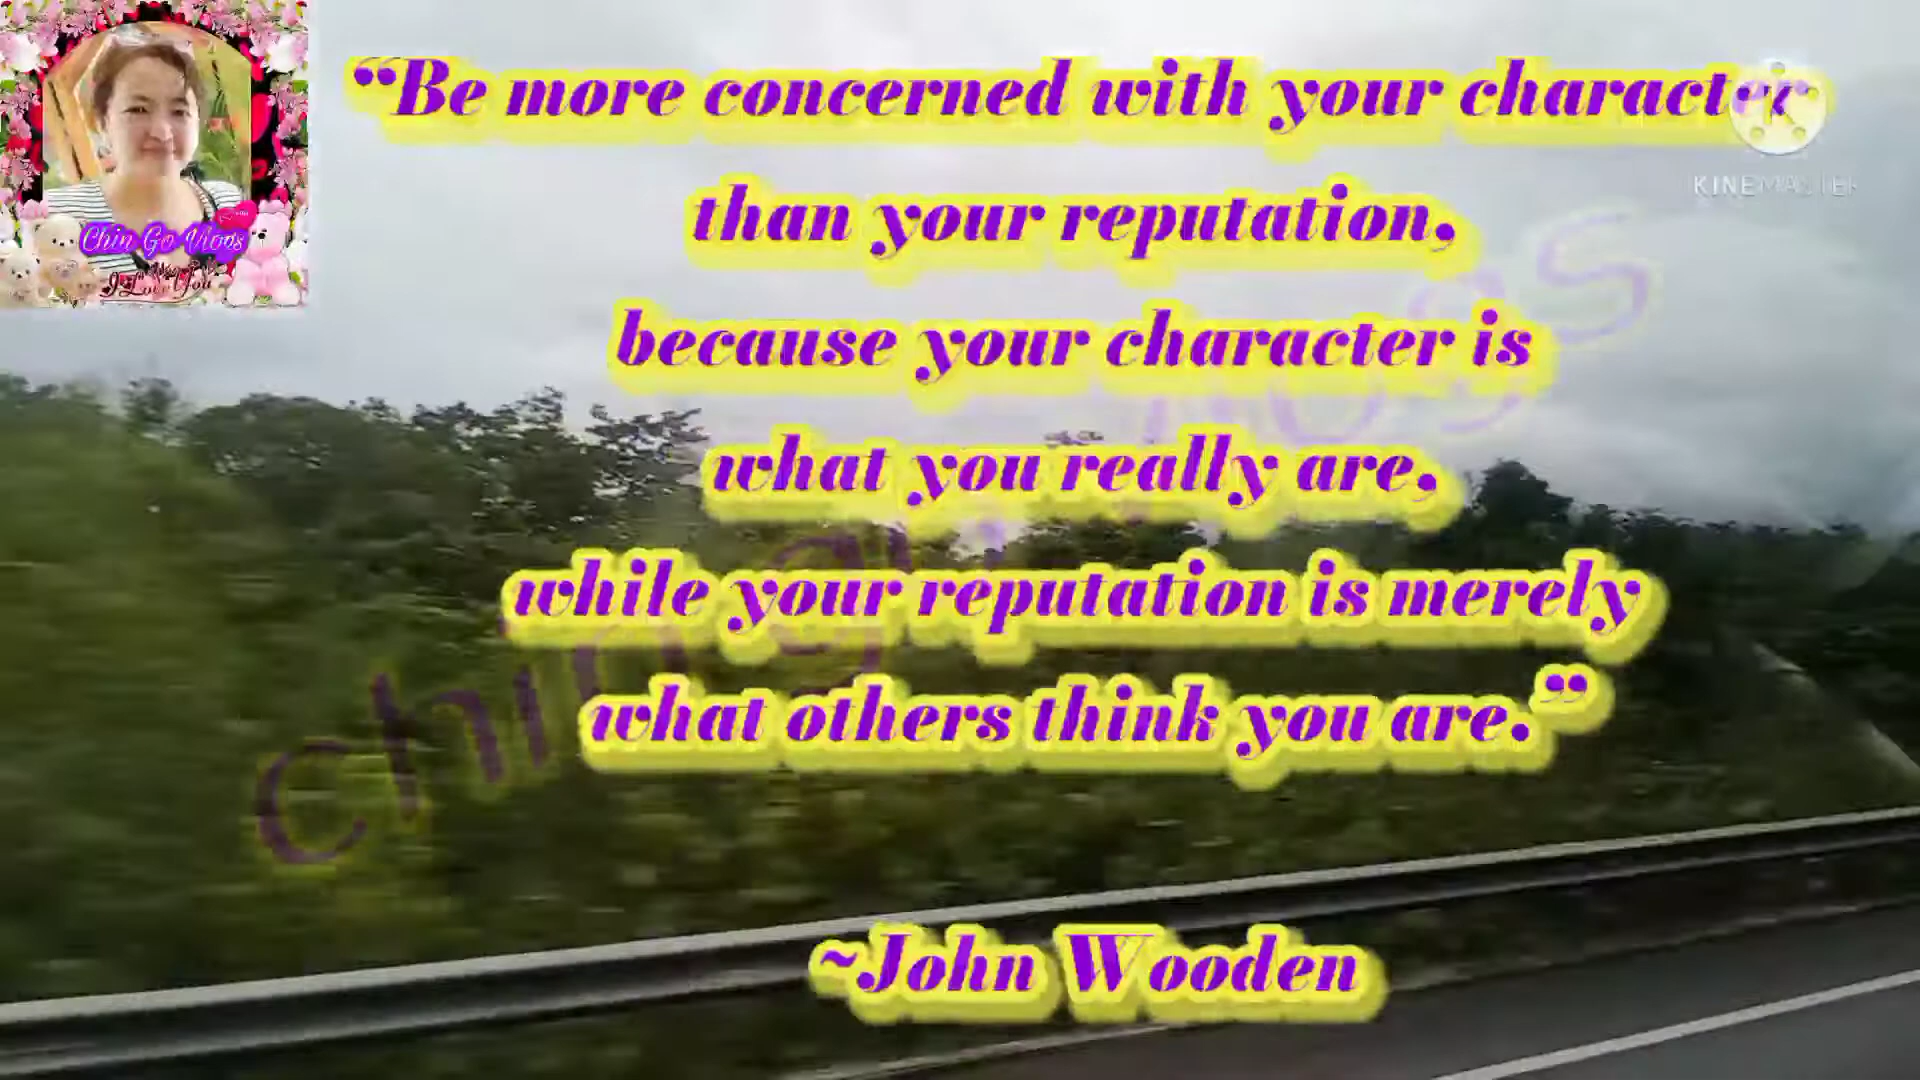 “Be more concerned with your character
than your reputation,
because your character is
what you really are,
while your reputation is merely
what others think you are.”
~John Wooden
Chin Go Vlogs
I Love You
KINEMASTER